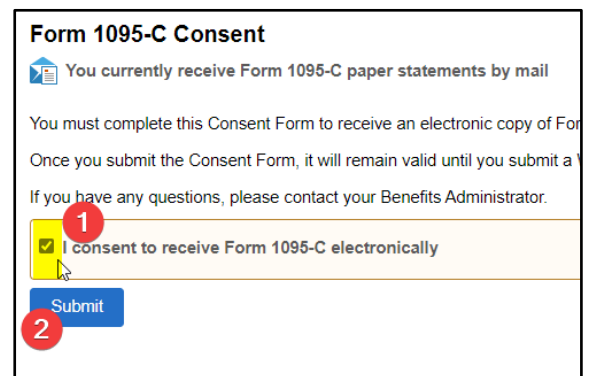 Form 1095-C Consent
You currently receive Form 1095-C paper statements by mail
You must complete this Consent Form to receive an electronic copy of For
Once you submit the Consent Form, it will remain valid until you submit a
If you have any questions, please contact your Benefits Administrator.
1
I consent to receive Form 1095-C electronically
Submit
2